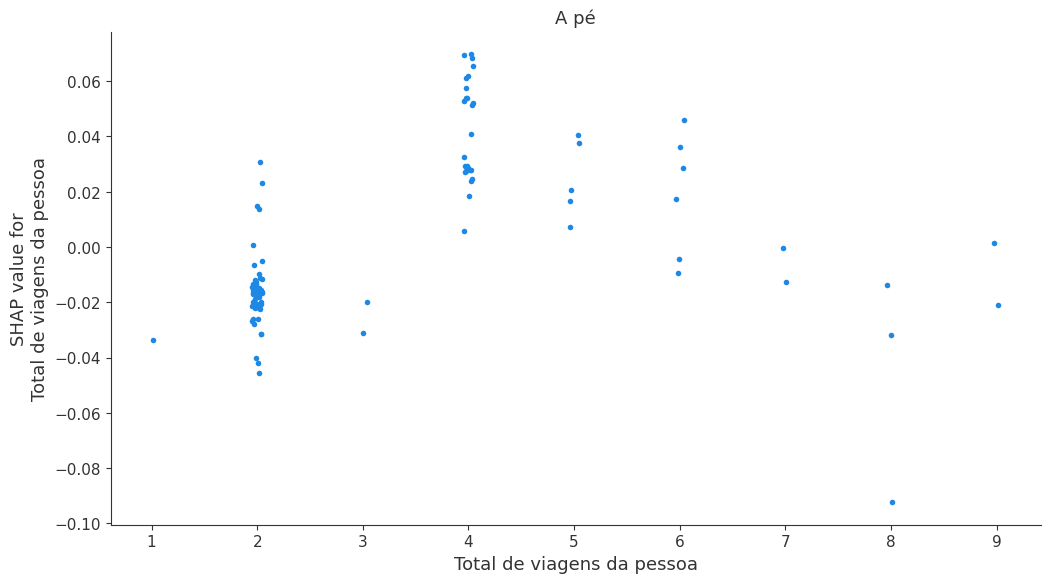 A pé
SHAP value for
Total de viagens da pessoa
0.06
0.04
0.02
0.00
−0.02
−0.04
−0.06
−0.08
−0.10
1 2 3 4 5 6 7 8 9
Total de viagens da pessoa